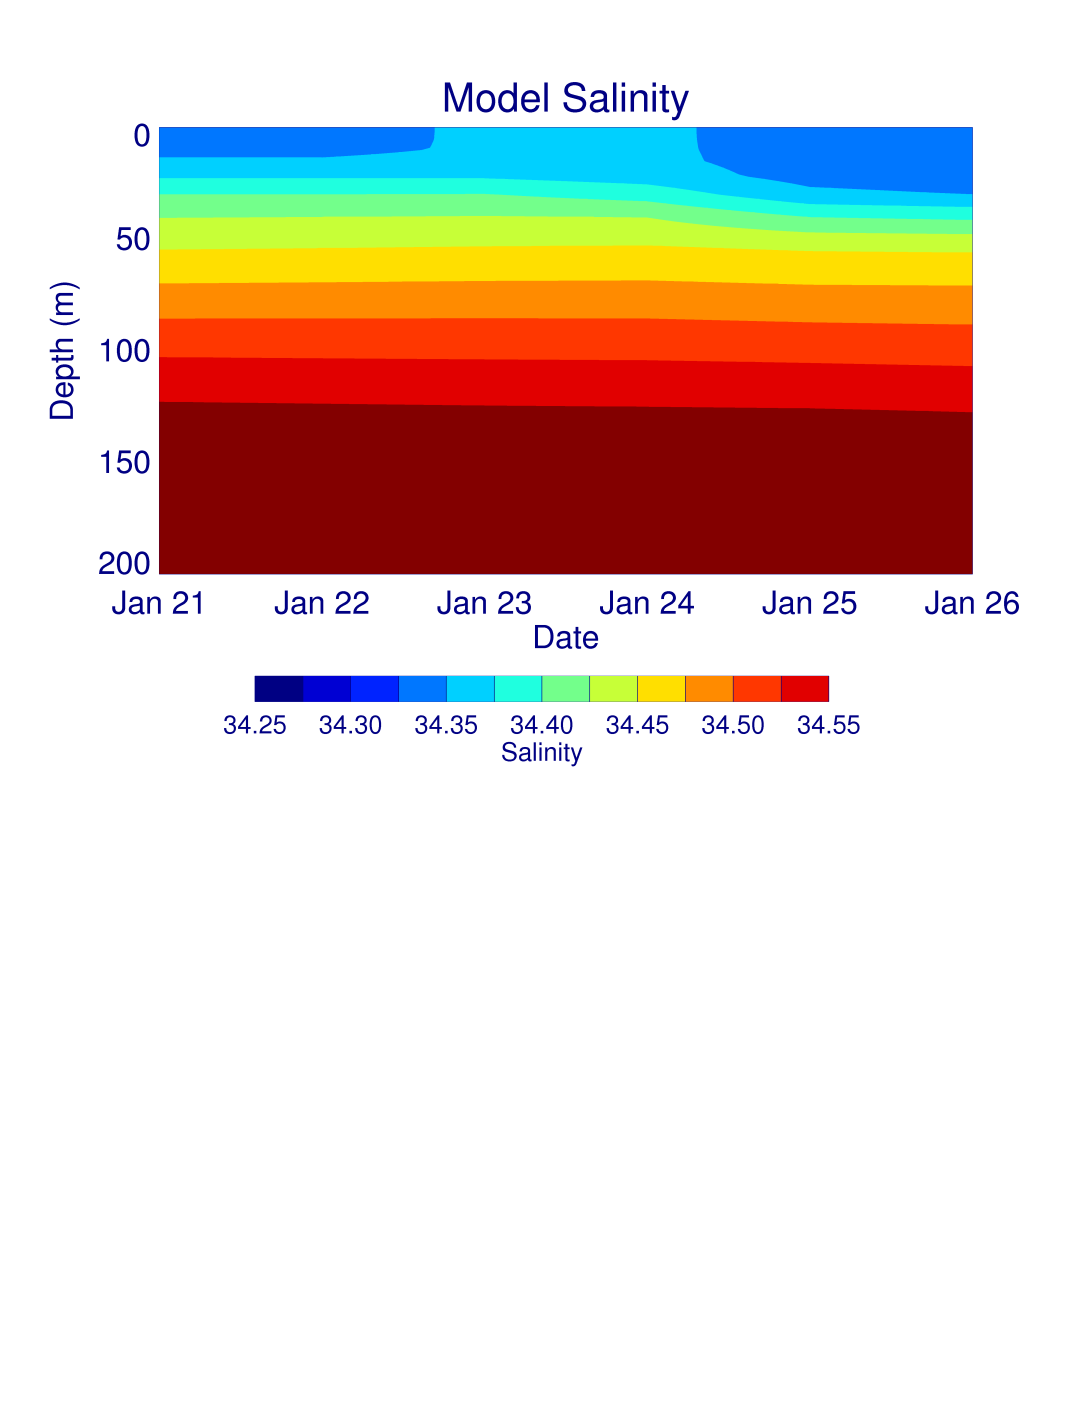 Model Salinity
0
50
100
150
200
Depth (m)
Jan 21 Jan 22 Jan 23 Jan 24 Jan 25 Jan 26
Date
34.25 34.30 34.35 34.40 34.45 34.50 34.55
Salinity